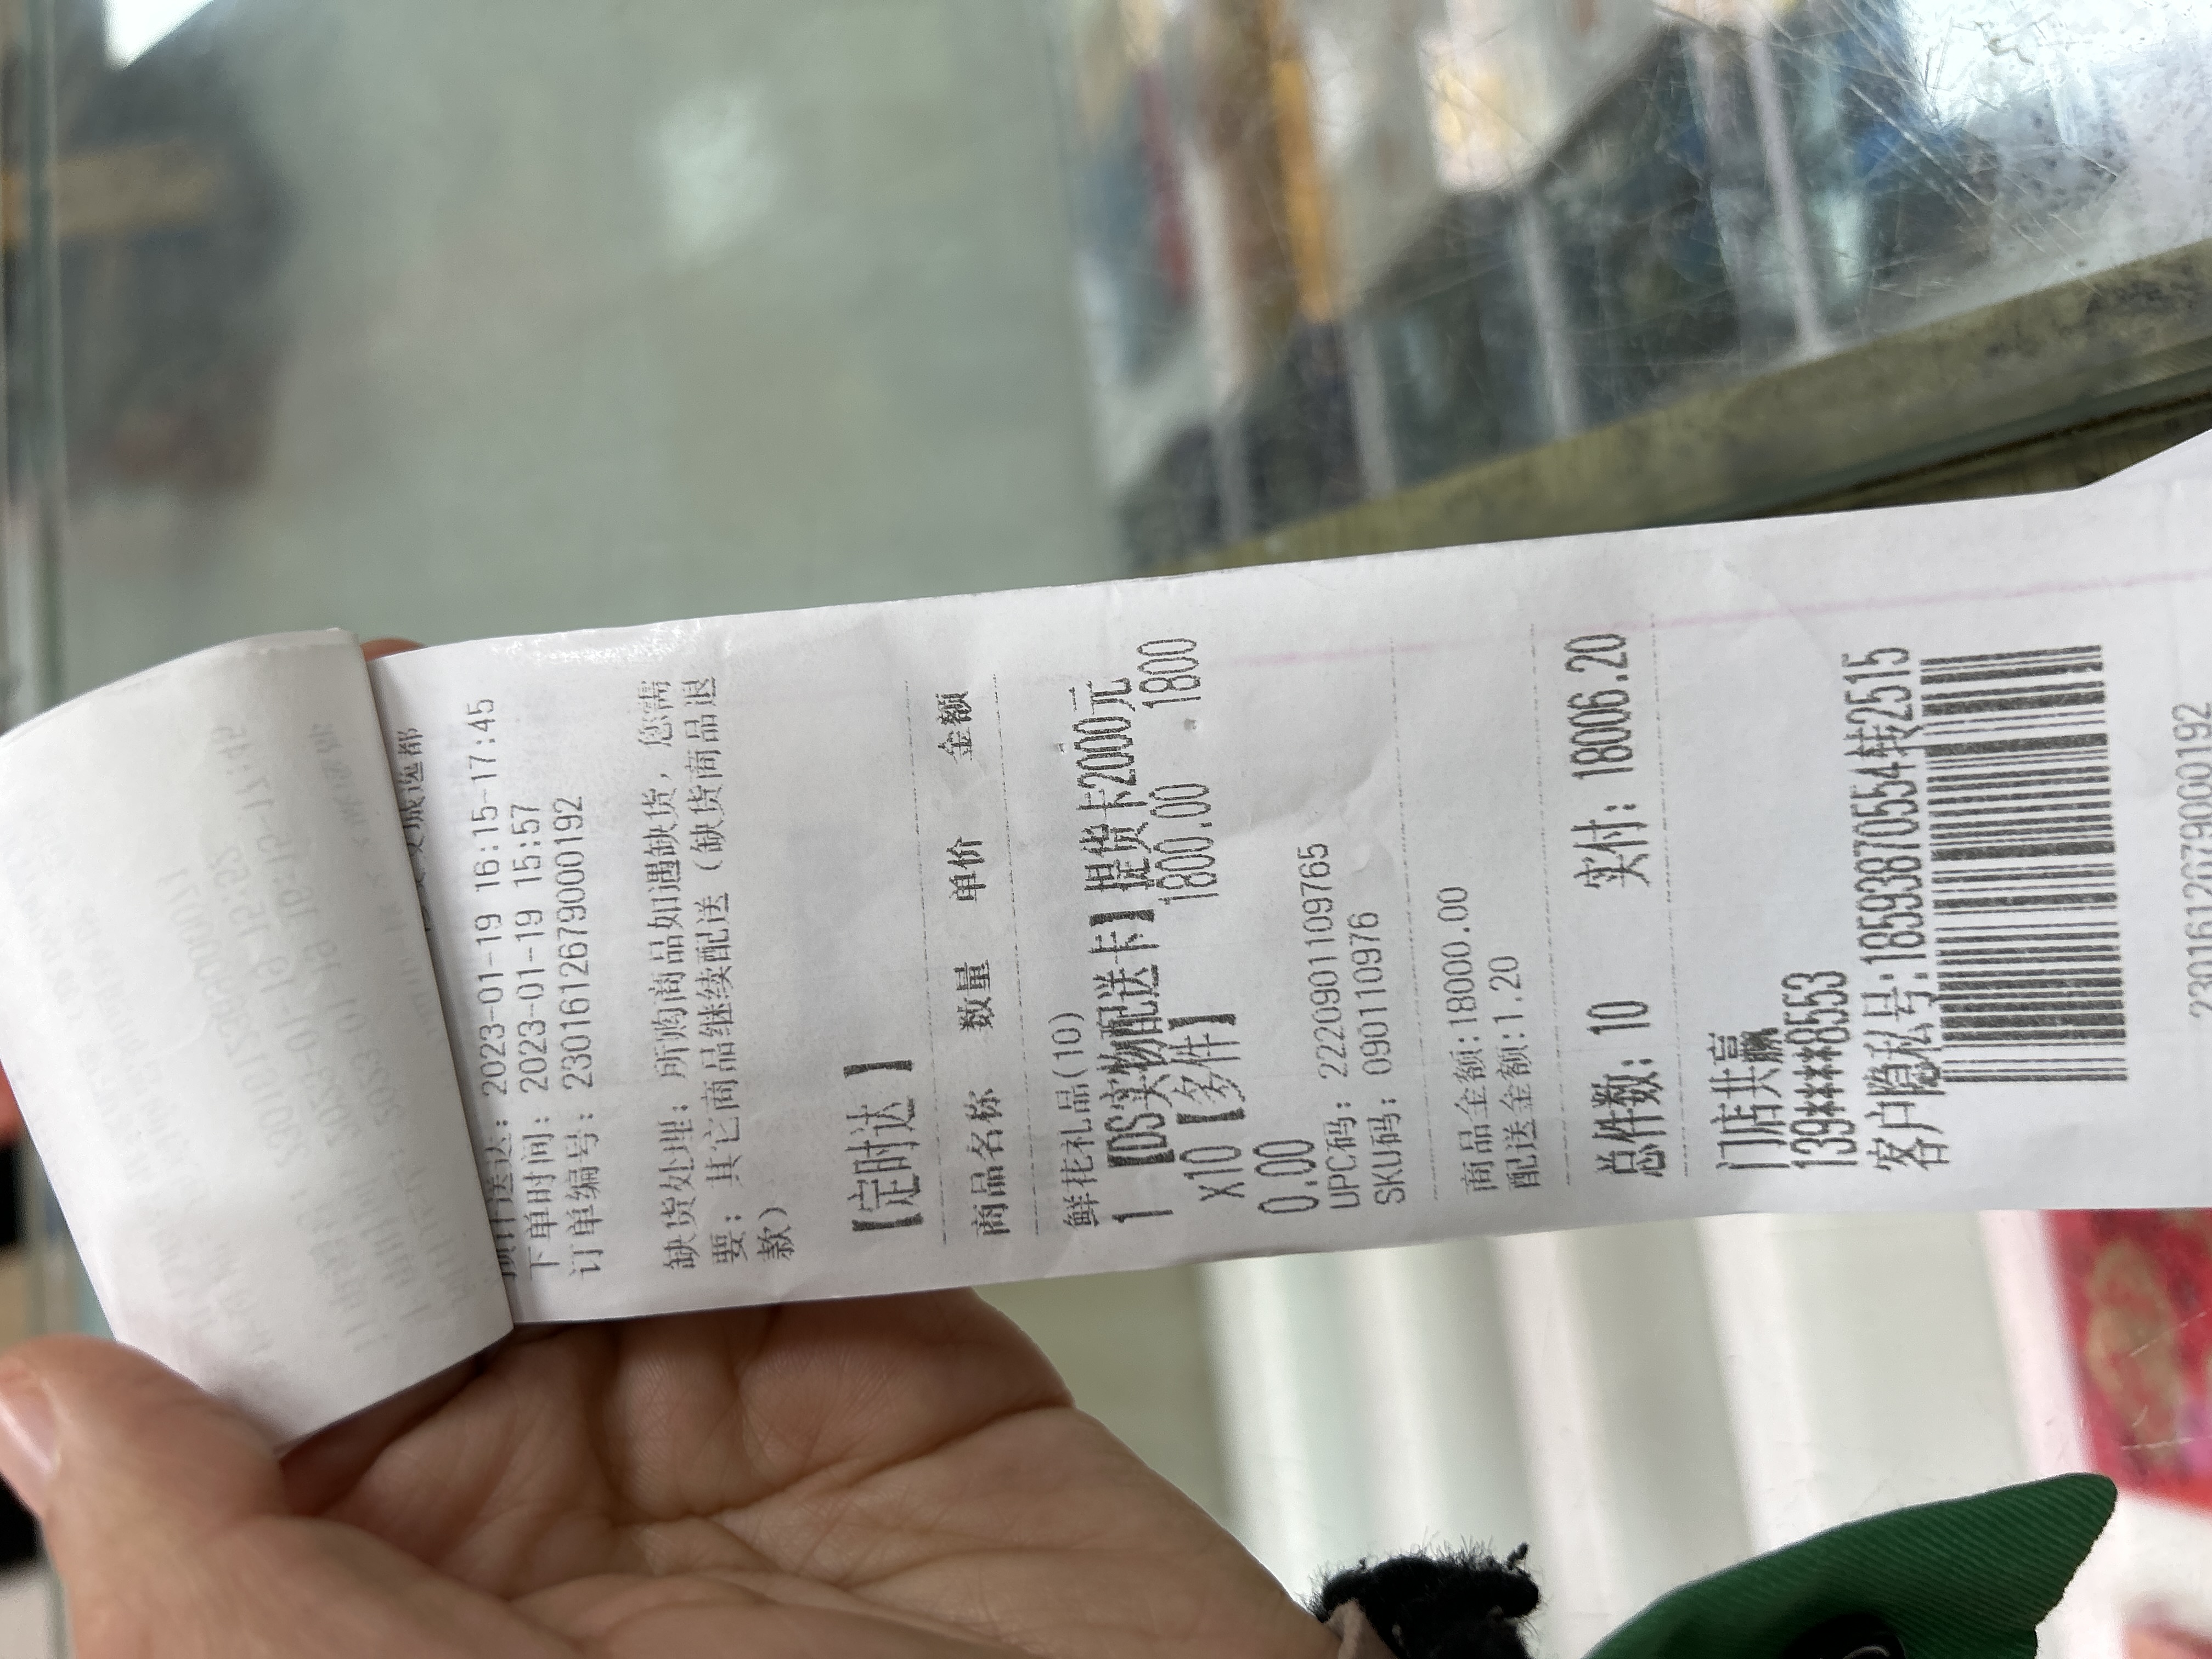 预计送达: 2023-01-19 16:15-17:45
下单时间: 2023-01-19 15:57
订单编号: 2301612679000192
缺货处理: 所购商品如遇缺货, 您需
要: 其它商品继续配送 (缺货商品退
款)
【定时达】
商品名称 数量 单价 金额
鲜花礼品(10)
1 【DS实物配送卡】提货卡2000元
x10【多件】 1800.00 1800
0.00
UPC码: 2220901109765
SKU码: 090110976
商品金额:18000.00
配送金额:1.20
总件数: 10 实付: 18006.20
门店共赢
139****8553
客户隐私号:18593870554转2515
2301612679000192